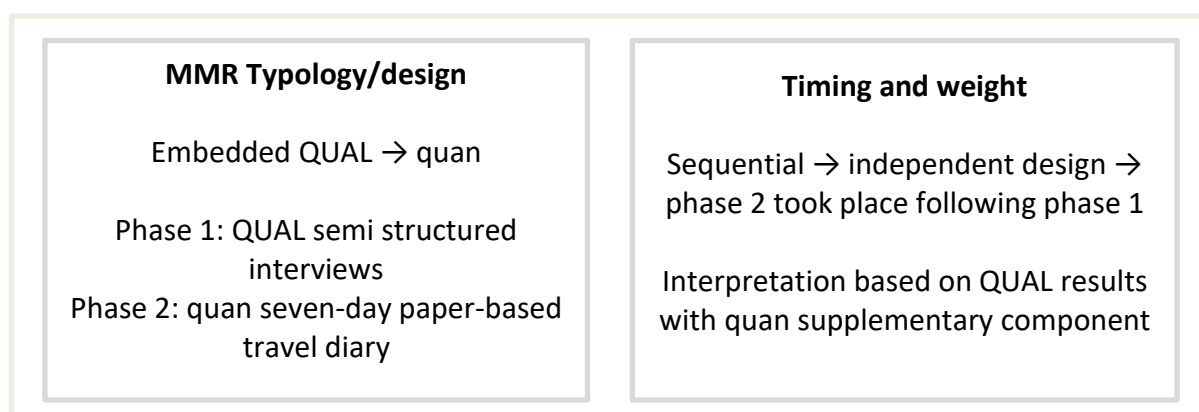 MMR Typology/design
Embedded QUAL → quan
Phase 1: QUAL semi structured
interviews
Phase 2: quan seven-day paper-based
travel diary
Timing and weight
Sequential → independent design →
phase 2 took place following phase 1
Interpretation based on QUAL results
with quan supplementary component